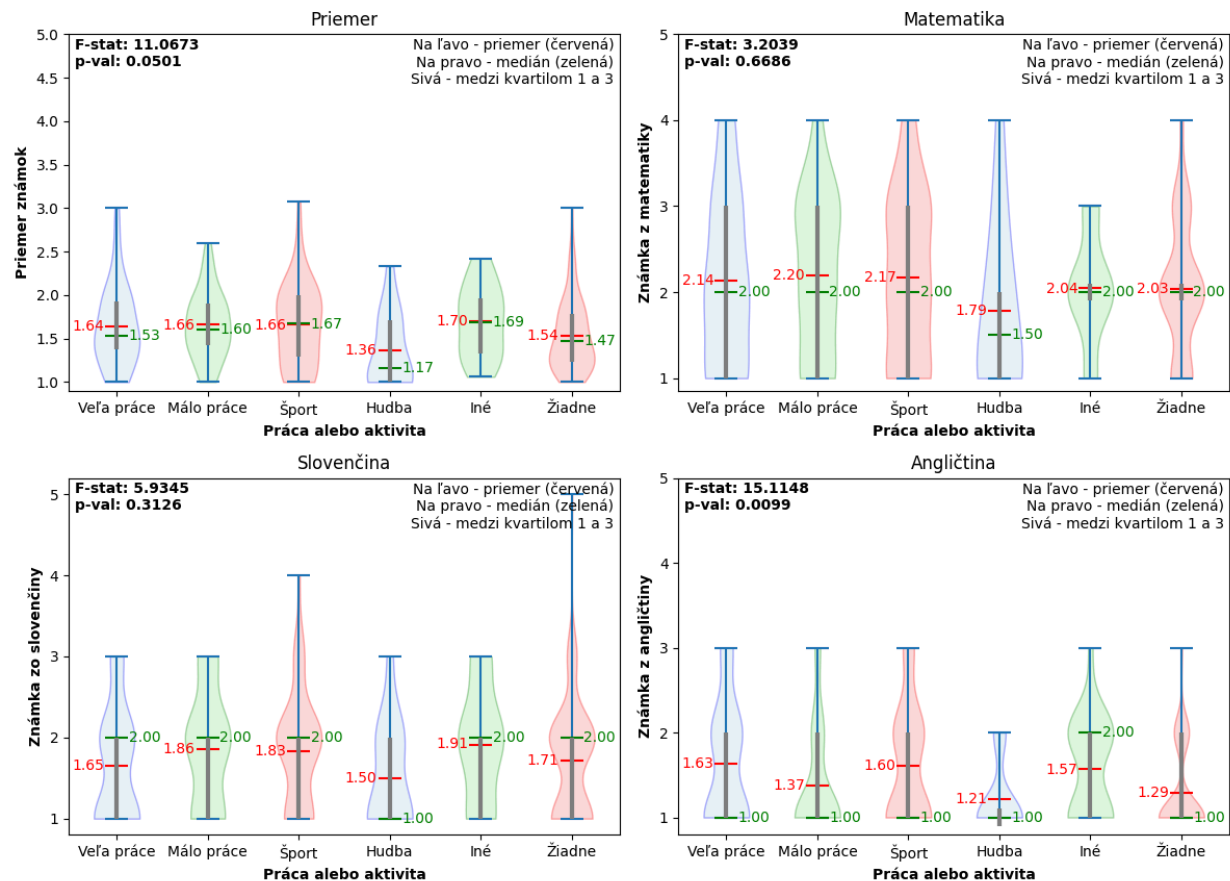 Priemer
F-stat: 11.0673
p-val: 0.0501
Na ľavo - priemer (červená)
Na pravo - medián (zelená)
Sivá - medzi kvartilom 1 a 3
Priemer známok
5.0
4.5
4.0
3.5
3.0
2.5
2.0
1.5
1.0
1.64
1.53
1.66
1.60
1.66
1.67
1.36
1.17
1.70
1.69
1.54
1.47
Veľa práce
Málo práce
Šport
Hudba
Iné
Žiadne
Práca alebo aktivita
Matematika
F-stat: 3.2039
p-val: 0.6686
Na ľavo - priemer (červená)
Na pravo - medián (zelená)
Sivá - medzi kvartilom 1 a 3
Známka z matematiky
5
4
3
2
1
2.14
2.00
2.20
2.00
2.17
2.00
1.79
1.50
2.04
2.00
2.03
2.00
Veľa práce
Málo práce
Šport
Hudba
Iné
Žiadne
Práca alebo aktivita
Slovenčina
F-stat: 5.9345
p-val: 0.3126
Na ľavo - priemer (červená)
Na pravo - medián (zelená)
Sivá - medzi kvartilom 1 a 3
Známka zo slovenčiny
5
4
3
2
1
1.65
2.00
1.86
2.00
1.83
2.00
1.50
1.00
1.91
2.00
1.71
2.00
Veľa práce
Málo práce
Šport
Hudba
Iné
Žiadne
Práca alebo aktivita
Angličtina
F-stat: 15.1148
p-val: 0.0099
Na ľavo - priemer (červená)
Na pravo - medián (zelená)
Sivá - medzi kvartilom 1 a 3
Známka z angličtiny
5
4
3
2
1
1.63
1.00
1.37
1.00
1.60
1.00
1.21
1.00
1.57
2.00
1.29
1.00
Veľa práce
Málo práce
Šport
Hudba
Iné
Žiadne
Práca alebo aktivita